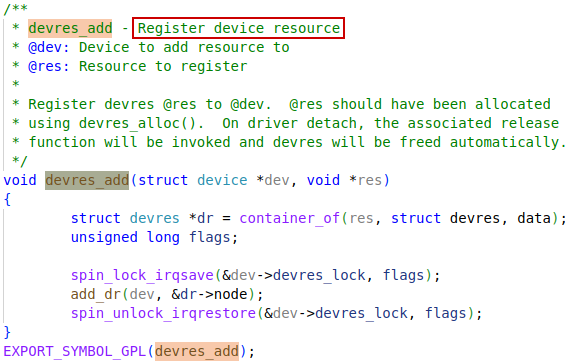 /**
 * devres_add - Register device resource
 * @dev: Device to add resource to
 * @res: Resource to register
 *
 * Register devres @res to @dev.  @res should have been allocated
 * using devres_alloc().  On driver detach, the associated release
 * function will be invoked and devres will be freed automatically.
 */
void devres_add(struct device *dev, void *res)
{
        struct devres *dr = container_of(res, struct devres, data);
        unsigned long flags;

        spin_lock_irqsave(&dev->devres_lock, flags);
        add_dr(dev, &dr->node);
        spin_unlock_irqrestore(&dev->devres_lock, flags);
}
EXPORT_SYMBOL_GPL(devres_add);